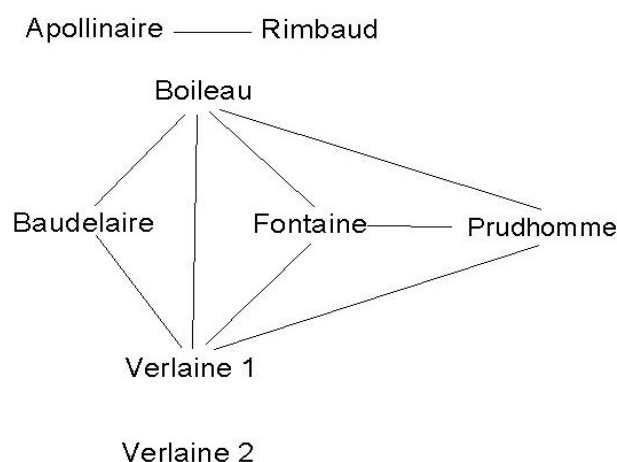 Apollinaire Rimbaud
Boileau
Baudelaire Fontaine Prudhomme
Verlaine 1
Verlaine 2